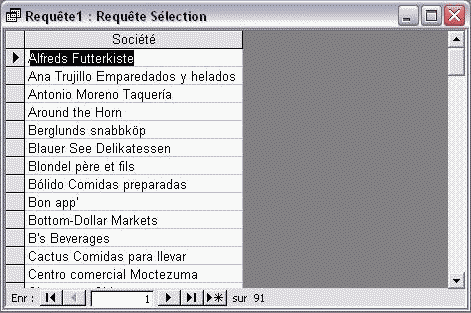 Requête1 : Requête Sélection
Société
Alfreds Futterkiste
Ana Trujillo Emparedados y helados
Antonio Moreno Taquería
Around the Horn
Berglunds snabbköp
Blauer See Delikatessen
Blondel père et fils
Bólido Comidas preparadas
Bon app'
Bottom-Dollar Markets
B's Beverages
Cactus Comidas para llevar
Centro comercial Moctezuma
Enr : 1 sur 91